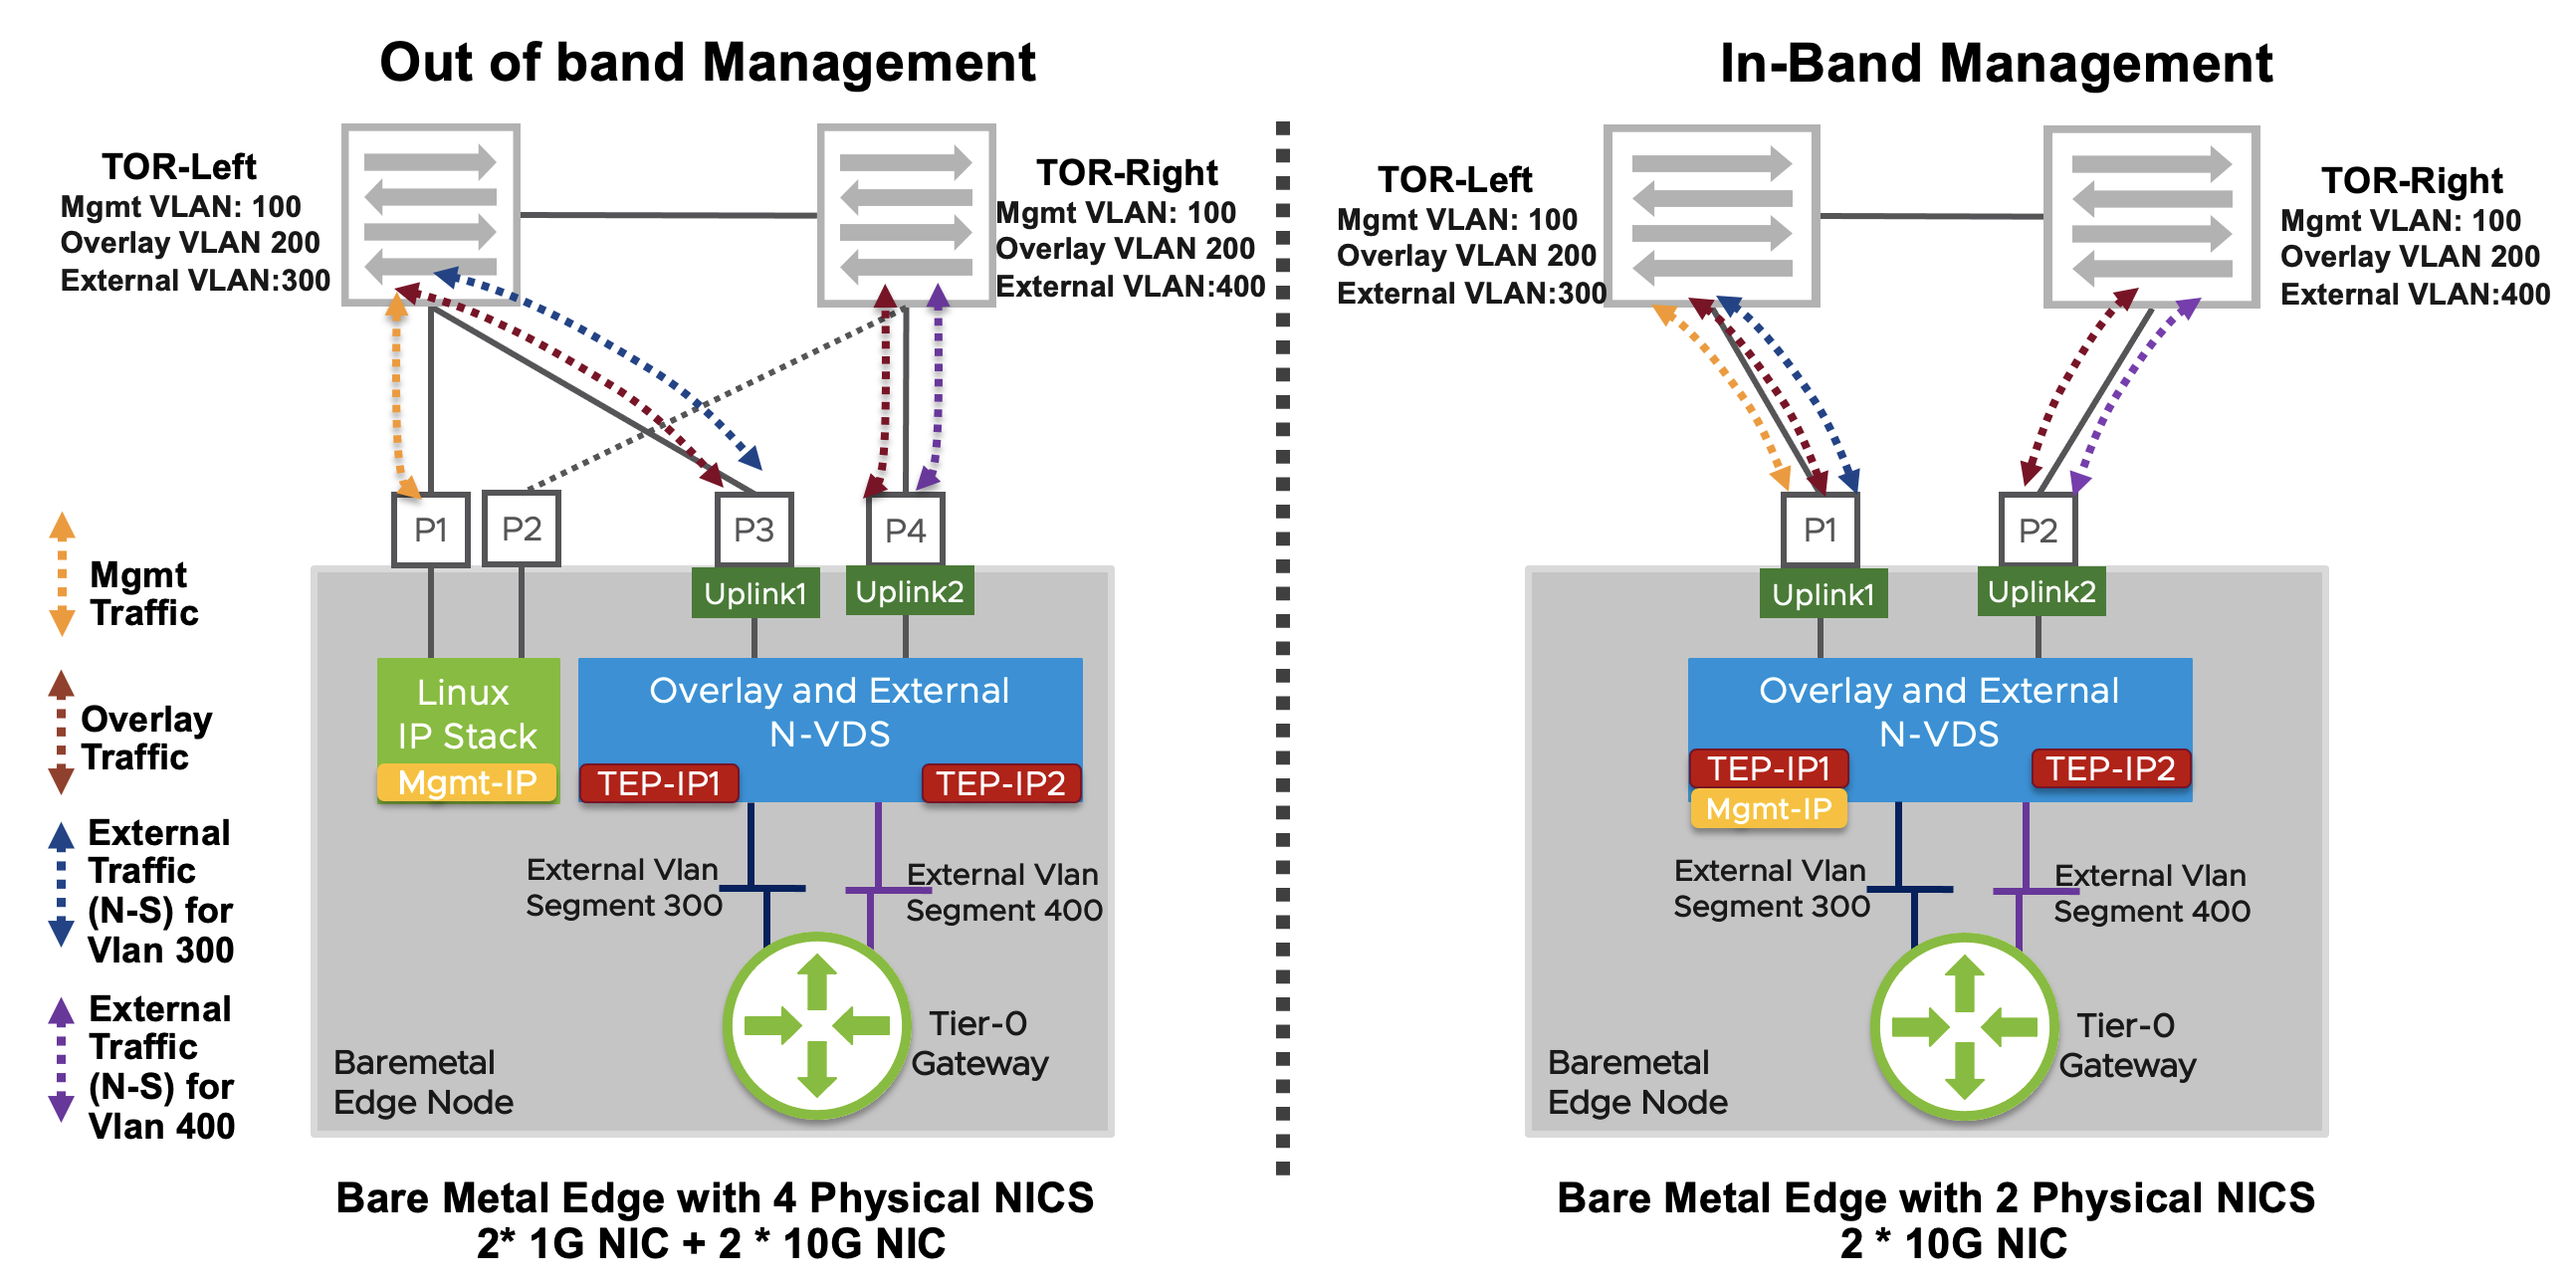 Out of band Management
TOR-Left
Mgmt VLAN: 100
Overlay VLAN 200
External VLAN:300
TOR-Right
Mgmt VLAN: 100
Overlay VLAN 200
External VLAN:400
P1
P2
P3
P4
Uplink1
Uplink2
Linux
IP Stack
Mgmt-IP
Overlay and External
N-VDS
TEP-IP1
TEP-IP2
External Vlan
Segment 300
External Vlan
Segment 400
Tier-0
Gateway
Baremetal
Edge Node
Mgmt
Traffic
Overlay
Traffic
External
Traffic
(N-S) for
Vlan 300
External
Traffic
(N-S) for
Vlan 400
Bare Metal Edge with 4 Physical NICS
2* 1G NIC + 2 * 10G NIC
In-Band Management
TOR-Left
Mgmt VLAN: 100
Overlay VLAN 200
External VLAN:300
TOR-Right
Mgmt VLAN: 100
Overlay VLAN 200
External VLAN:400
P1
P2
Uplink1
Uplink2
Overlay and External
N-VDS
TEP-IP1
TEP-IP2
Mgmt-IP
External Vlan
Segment 300
External Vlan
Segment 400
Tier-0
Gateway
Baremetal
Edge Node
Bare Metal Edge with 2 Physical NICS
2 * 10G NIC